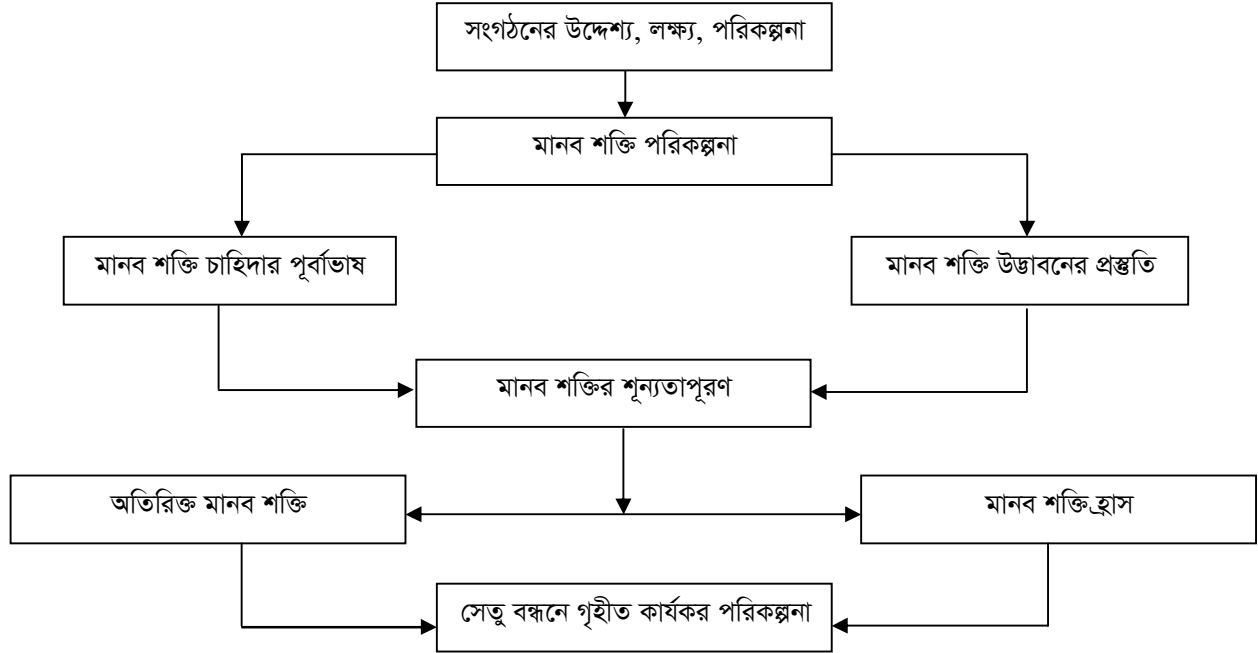 সংগঠনের উদ্দেশ্য, লক্ষ্য, পরিকল্পনা
মানব শক্তি পরিকল্পনা
মানব শক্তি চাহিদার পূর্বাভাষ
মানব শক্তি উদ্ভাবনের প্রস্তুতি
মানব শক্তির শূন্যতাপূরণ
অতিরিক্ত মানব শক্তি
মানব শক্তি হ্রাস
সেতু বন্ধনে গৃহীত কার্যকর পরিকল্পনা